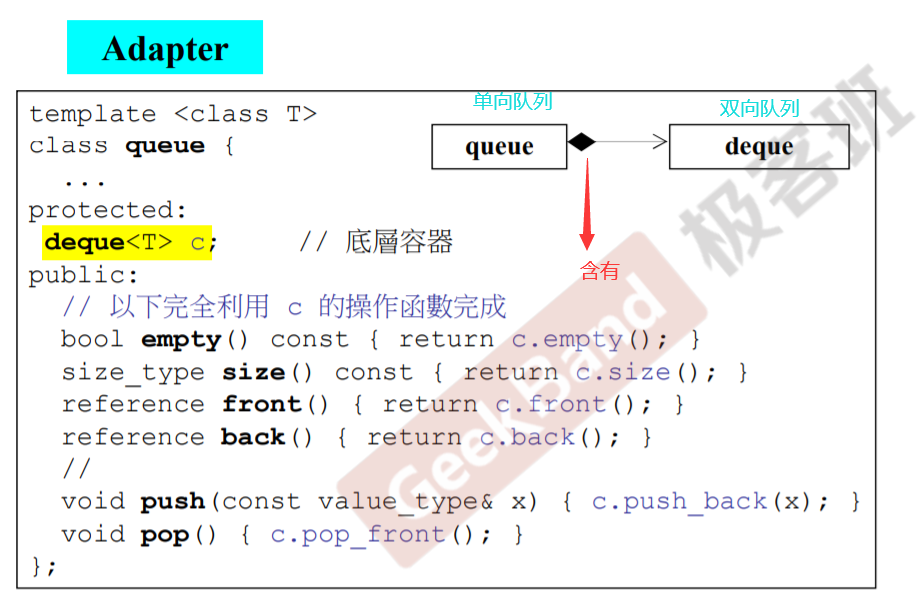 Adapter
template <class T>
class queue {
...
protected:
deque<T> c; // 底層容器
public:
// 以下完全利用 c 的操作函數完成
bool empty() const { return c.empty(); }
size_type size() const { return c.size(); }
reference front() { return c.front(); }
reference back() { return c.back(); }
//
void push(const value_type& x) { c.push_back(x); }
void pop() { c.pop_front(); }
};
单向队列
双向队列
queue
deque
含有
GeekBand 极客班